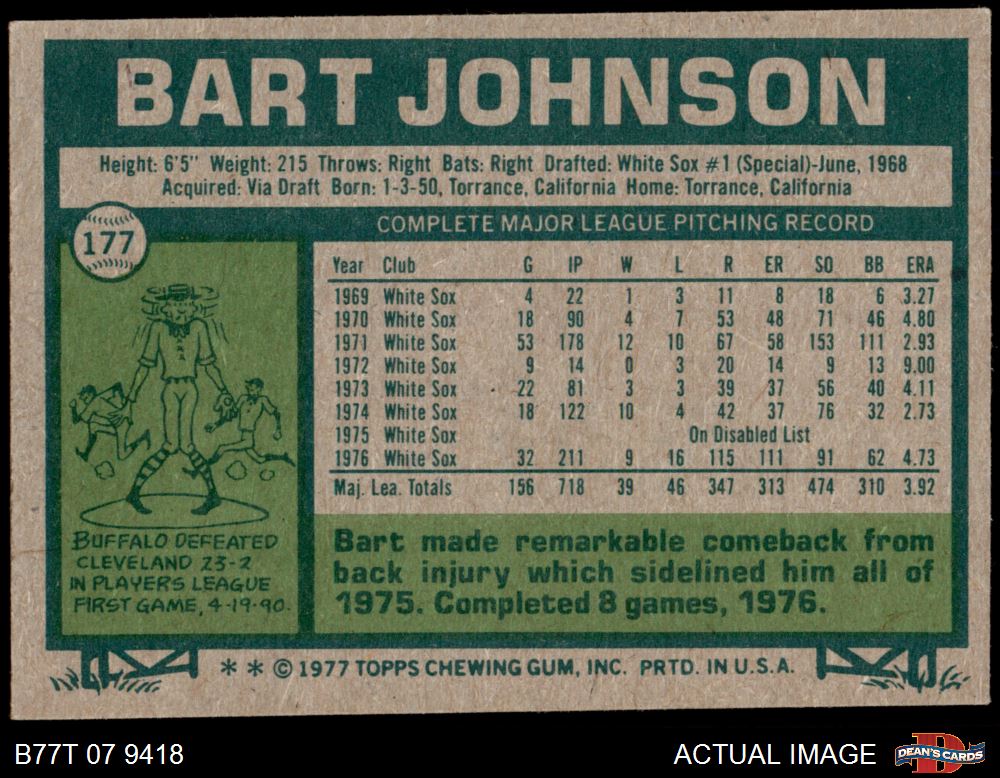 BART JOHNSON
Height: 6'5" Weight: 215 Throws: Right Bats: Right Drafted: White Sox #1 (Special)-June, 1968
Acquired: Via Draft Born: 1-3-50, Torrance, California Home: Torrance, California
177
COMPLETE MAJOR LEAGUE PITCHING RECORD
Year Club G IP W L R ER SO BB ERA
1969 White Sox 4 22 1 3 11 8 18 6 3.27
1970 White Sox 18 90 4 7 53 48 71 46 4.80
1971 White Sox 53 178 12 10 67 58 153 111 2.93
1972 White Sox 9 14 0 3 20 14 9 13 9.00
1973 White Sox 22 81 3 3 39 37 56 40 4.11
1974 White Sox 18 122 10 4 42 37 76 32 2.73
1975 White Sox On Disabled List
1976 White Sox 32 211 9 16 115 111 91 62 4.73
Maj. Lea. Totals 156 718 39 46 347 313 474 310 3.92
BUFFALO DEFEATED
CLEVELAND 23-2
IN PLAYERS LEAGUE
FIRST GAME, 4-19-90.
Bart made remarkable comeback from
back injury which sidelined him all of
1975. Completed 8 games, 1976.
** © 1977 TOPPS CHEWING GUM, INC. PRTD. IN U.S.A.
B77T 07 9418
ACTUAL IMAGE
DEAN'S CARDS